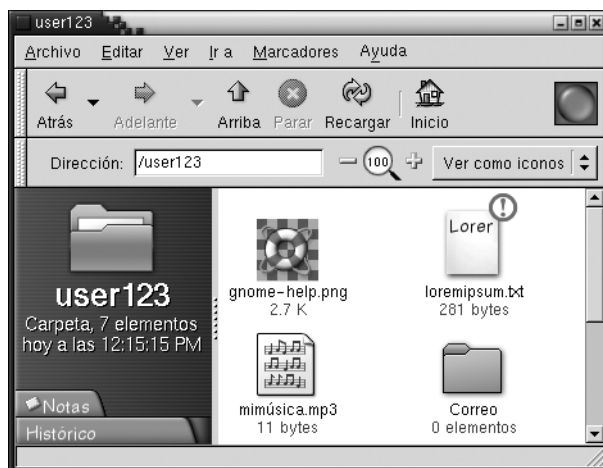 user123
Archivo Editar Ver Ir a Marcadores Ayuda
Atrás Adelante Arriba Parar Recargar Inicio
Dirección: /user123 100 Ver como iconos
user123
Carpeta, 7 elementos
hoy a las 12:15:15 PM
Notas
Histórico
gnome-help.png
2.7 K
Lorer
loremipsum.txt
281 bytes
mimúsica.mp3
11 bytes
Correo
0 elementos